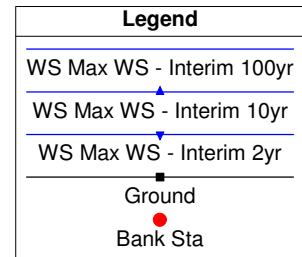 Legend
WS Max WS - Interim 100yr
WS Max WS - Interim 10yr
WS Max WS - Interim 2yr
Ground
Bank Sta